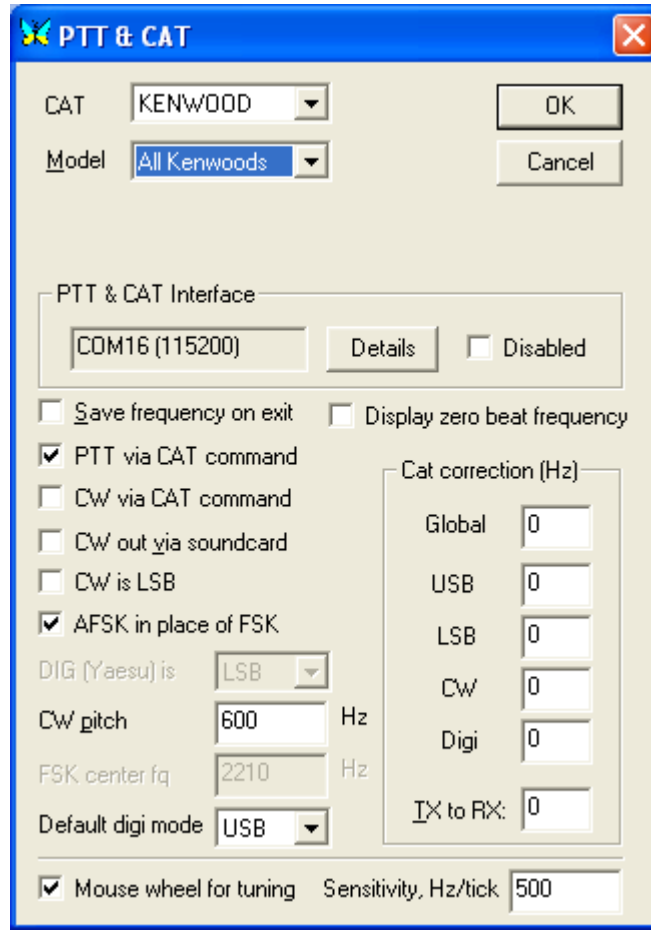 PTT & CAT
CAT KENWOOD OK
Model All Kenwoods Cancel
PTT & CAT Interface
COM16 (115200) Details Disabled
Save frequency on exit Display zero beat frequency
PTT via CAT command
CW via CAT command
CW out via soundcard
CW is LSB
AFSK in place of FSK
DIG (Yaesu) is LSB
CW pitch 600 Hz
FSK center fq 2210 Hz
Default digi mode USB
Cat correction (Hz)
Global 0
USB 0
LSB 0
CW 0
Digi 0
TX to RX: 0
Mouse wheel for tuning Sensitivity, Hz/tick 500